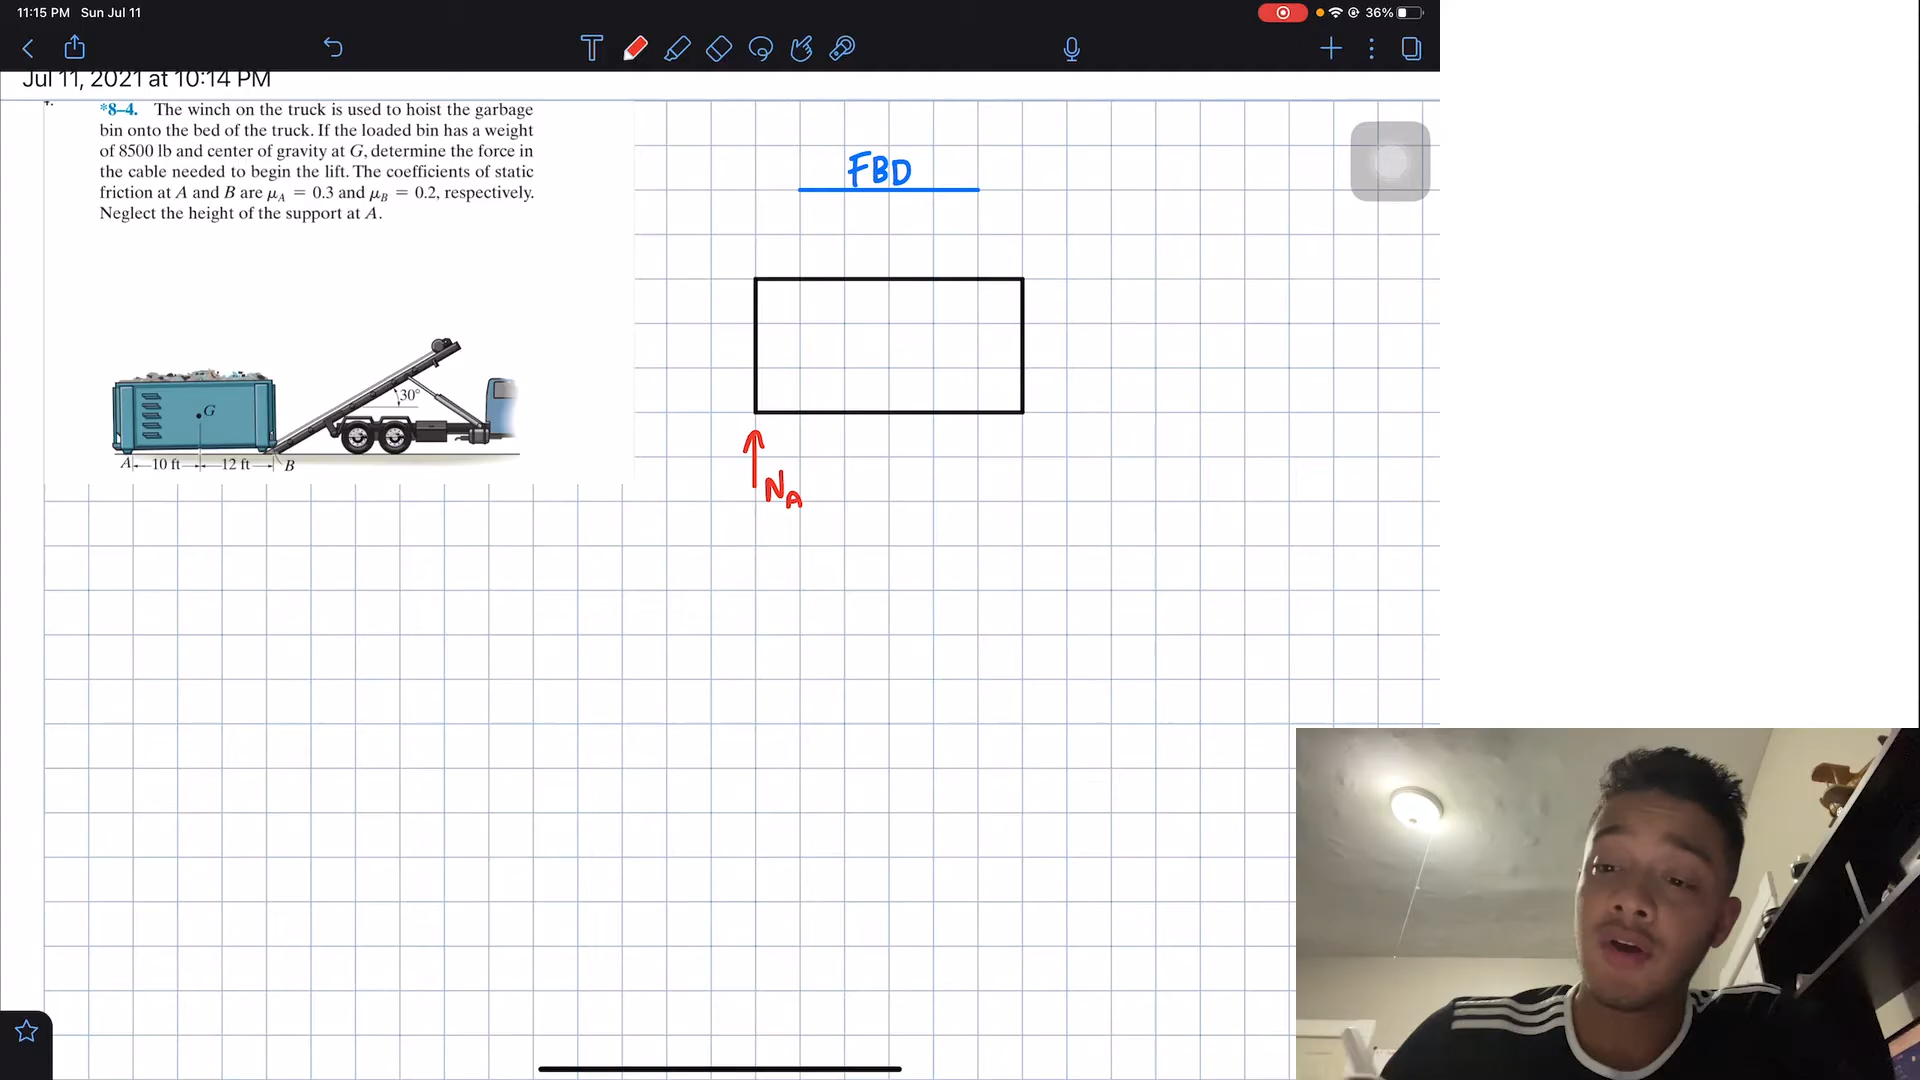 11:15 PM Sun Jul 11
36%
T
Jul 11, 2021 at 10:14 PM
*8–4. The winch on the truck is used to hoist the garbage
bin onto the bed of the truck. If the loaded bin has a weight
of 8500 lb and center of gravity at G, determine the force in
the cable needed to begin the lift. The coefficients of static
friction at A and B are μA = 0.3 and μB = 0.2, respectively.
Neglect the height of the support at A.
FBD
30°
G
A 10 ft 12 ft B
NA